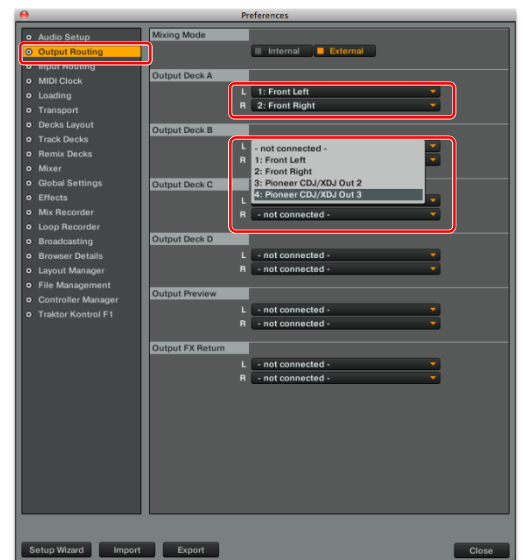 Preferences
Audio Setup
Output Routing
Input Routing
MIDI Clock
Loading
Transport
Decks Layout
Track Decks
Remix Decks
Mixer
Global Settings
Effects
Mix Recorder
Loop Recorder
Broadcasting
Browser Details
Layout Manager
File Management
Controller Manager
Traktor Kontrol F1
Mixing Mode
Internal External
Output Deck A
L 1: Front Left
R 2: Front Right
Output Deck B
L
R
- not connected -
1: Front Left
2: Front Right
3: Pioneer CDJ/XDJ Out 2
4: Pioneer CDJ/XDJ Out 3
Output Deck C
L
R - not connected -
Output Deck D
L - not connected -
R - not connected -
Output Preview
L - not connected -
R - not connected -
Output FX Return
L - not connected -
R - not connected -
Setup Wizard Import Export Close